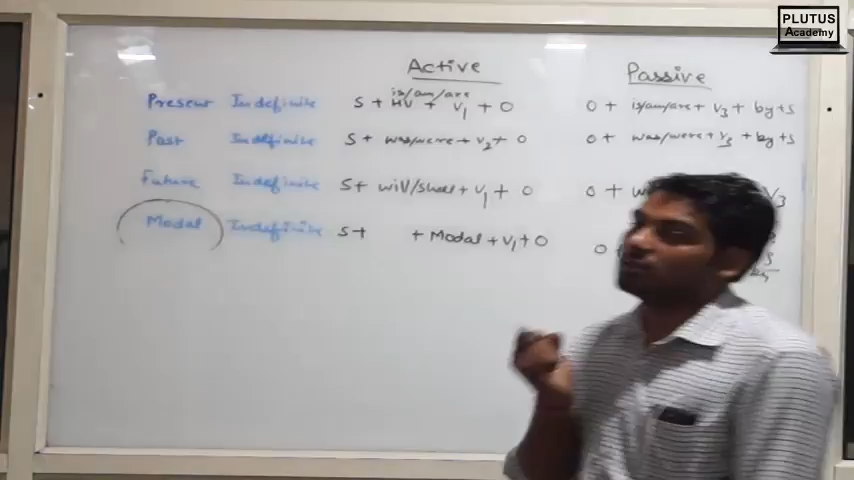 PLUTUS
Academy
Active Passive
is/am/are
Present Indefinite S + HV + V1 + O O + is/am/are + V3 + by + S
Past Indefinite S + was/were + V2 + O O + was/were + V3 + by + S
Future Indefinite S + will/shall + V1 + O O + V3
Modal Indefinite S + + Modal + V1 + O O +